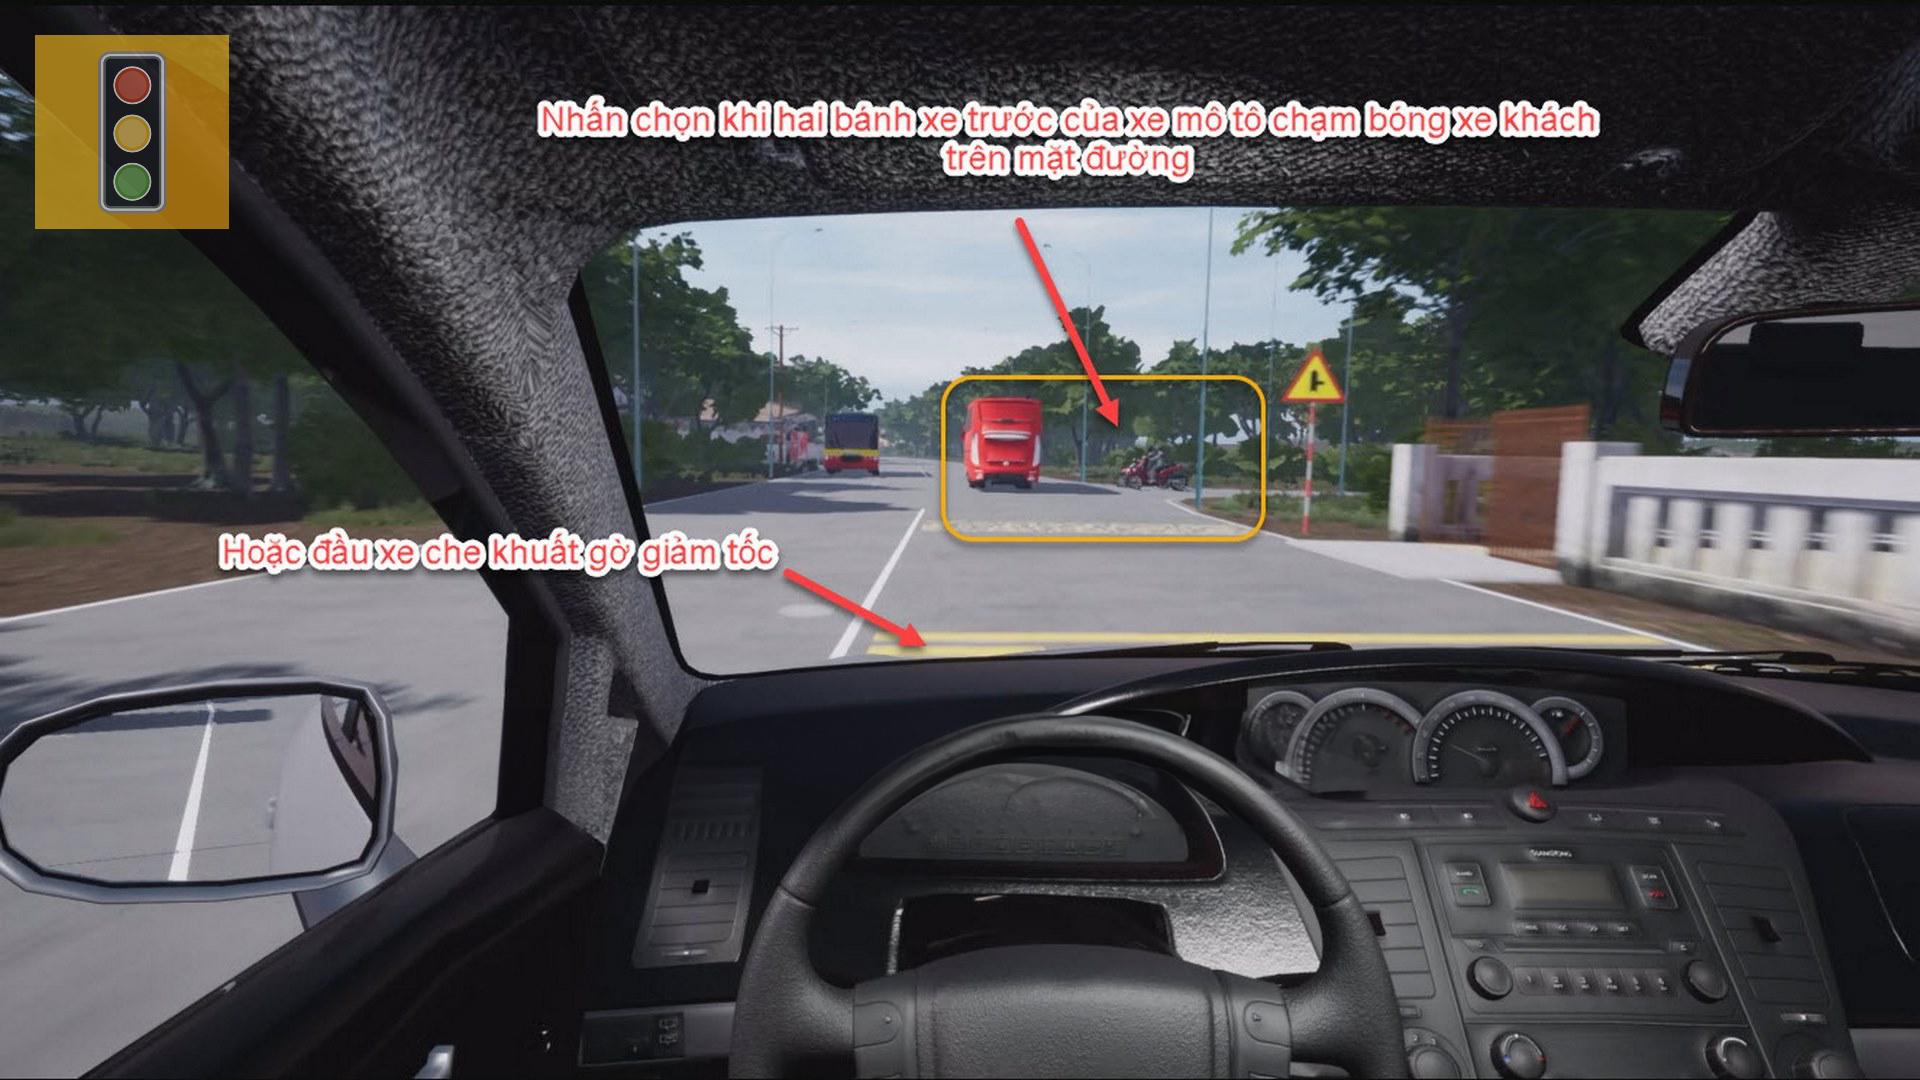 Nhấn chọn khi hai bánh xe trước của xe mô tô chạm bóng xe khách
trên mặt đường
Hoặc đầu xe che khuất gờ giảm tốc